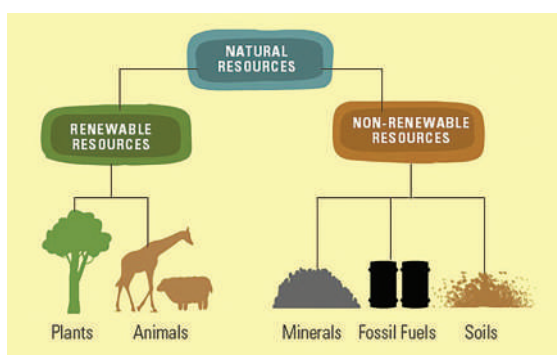 NATURAL
RESOURCES
RENEWABLE
RESOURCES
NON-RENEWABLE
RESOURCES
Plants
Animals
Minerals
Fossil Fuels
Soils